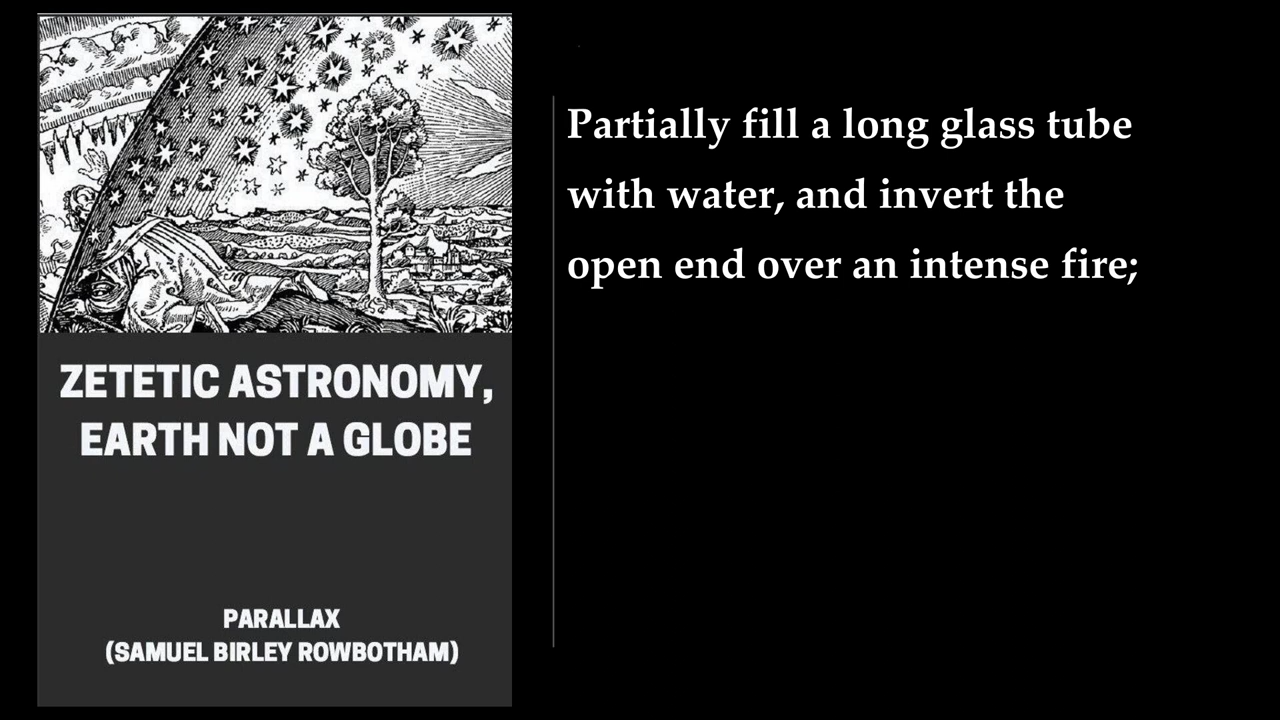 ZETETIC ASTRONOMY,
EARTH NOT A GLOBE
PARALLAX
(SAMUEL BIRLEY ROWBOTHAM)
Partially fill a long glass tube
with water, and invert the
open end over an intense fire;